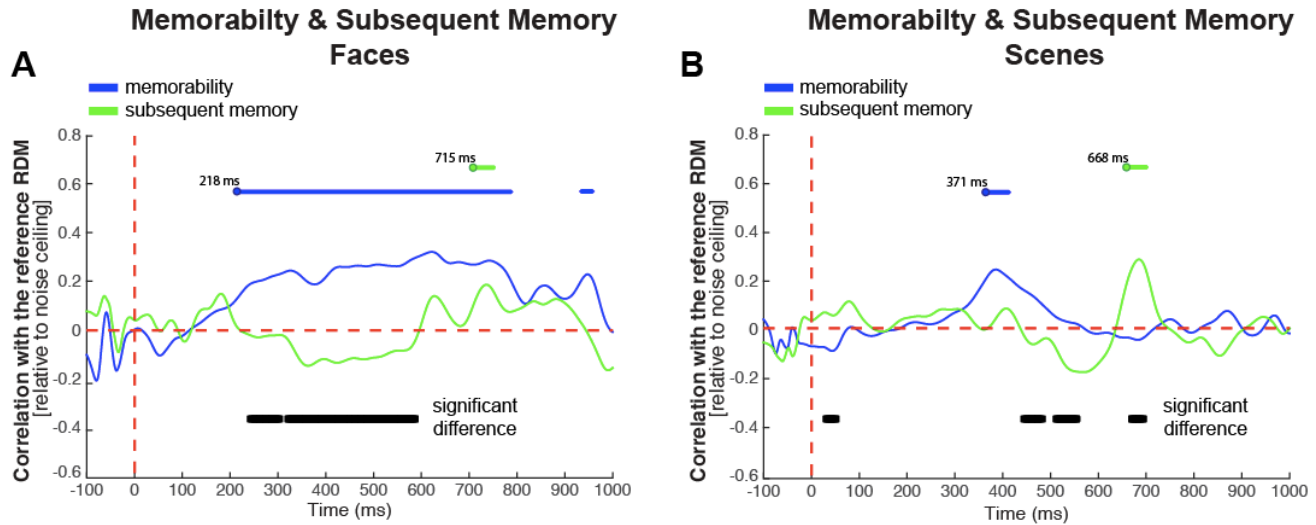 Memorabilty & Subsequent Memory
Faces
A
memorability
subsequent memory
Correlation with the reference RDM
[relative to noise ceiling]
0.8
0.6
0.4
0.2
0
-0.2
-0.4
-0.6
715 ms
218 ms
significant
difference
-100 0 100 200 300 400 500 600 700 800 900 1000
Time (ms)
Memorabilty & Subsequent Memory
Scenes
B
memorability
subsequent memory
Correlation with the reference RDM
[relative to noise ceiling]
0.8
0.6
0.4
0.2
0
-0.2
-0.4
-0.6
668 ms
371 ms
significant
difference
-100 0 100 200 300 400 500 600 700 800 900 1000
Time (ms)